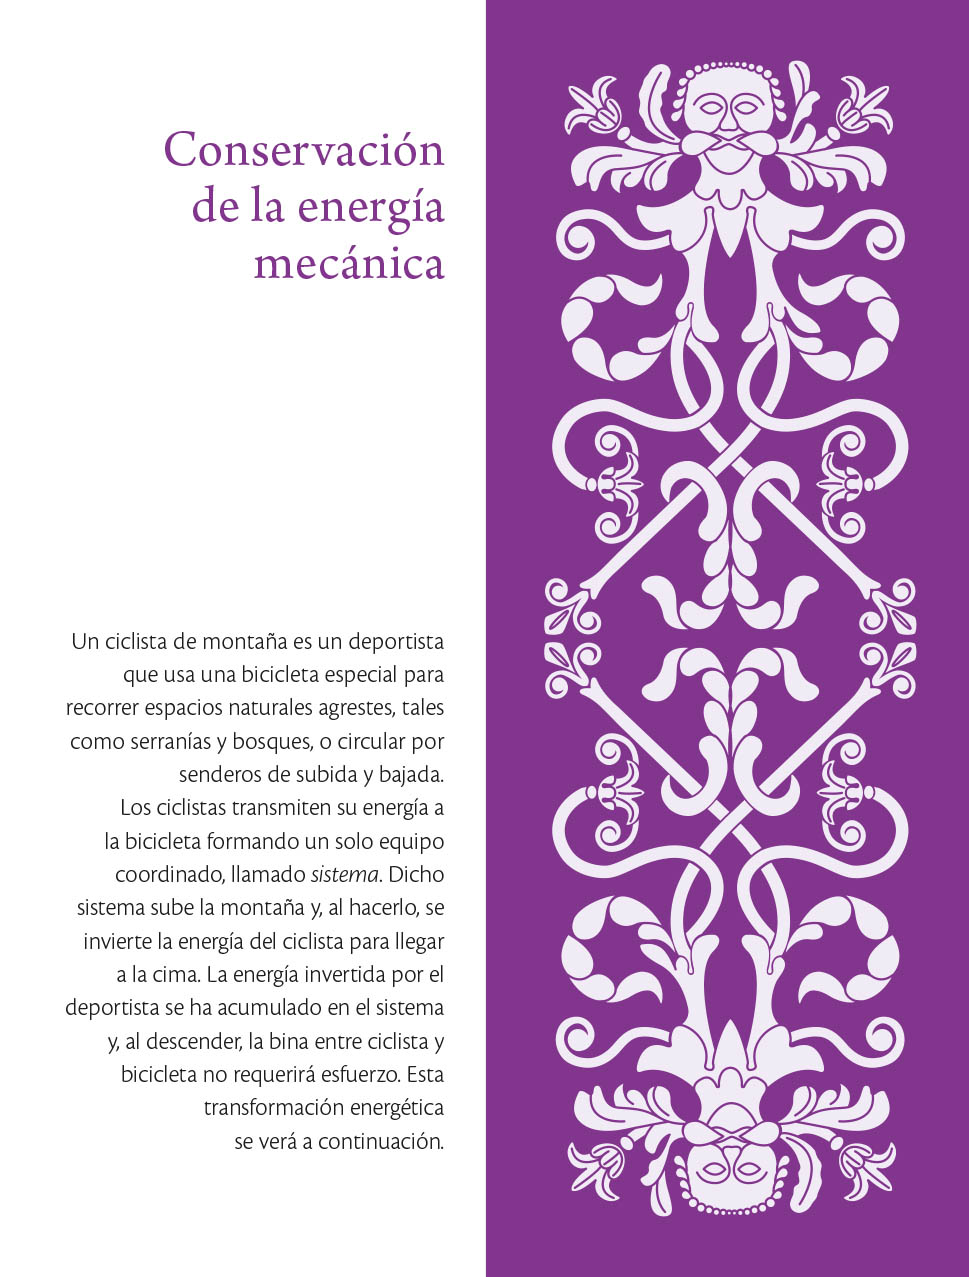 Conservación
de la energía
mecánica
Un ciclista de montaña es un deportista
que usa una bicicleta especial para
recorrer espacios naturales agrestes, tales
como serranías y bosques, o circular por
senderos de subida y bajada.
Los ciclistas transmiten su energía a
la bicicleta formando un solo equipo
coordinado, llamado sistema. Dicho
sistema sube la montaña y, al hacerlo, se
invierte la energía del ciclista para llegar
a la cima. La energía invertida por el
deportista se ha acumulado en el sistema
y, al descender, la bina entre ciclista y
bicicleta no requerirá esfuerzo. Esta
transformación energética
se verá a continuación.